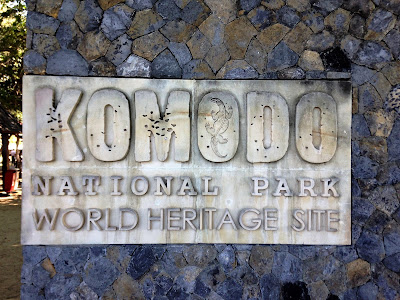 KOMODO
NATIONAL PARK
WORLD HERITAGE SITE